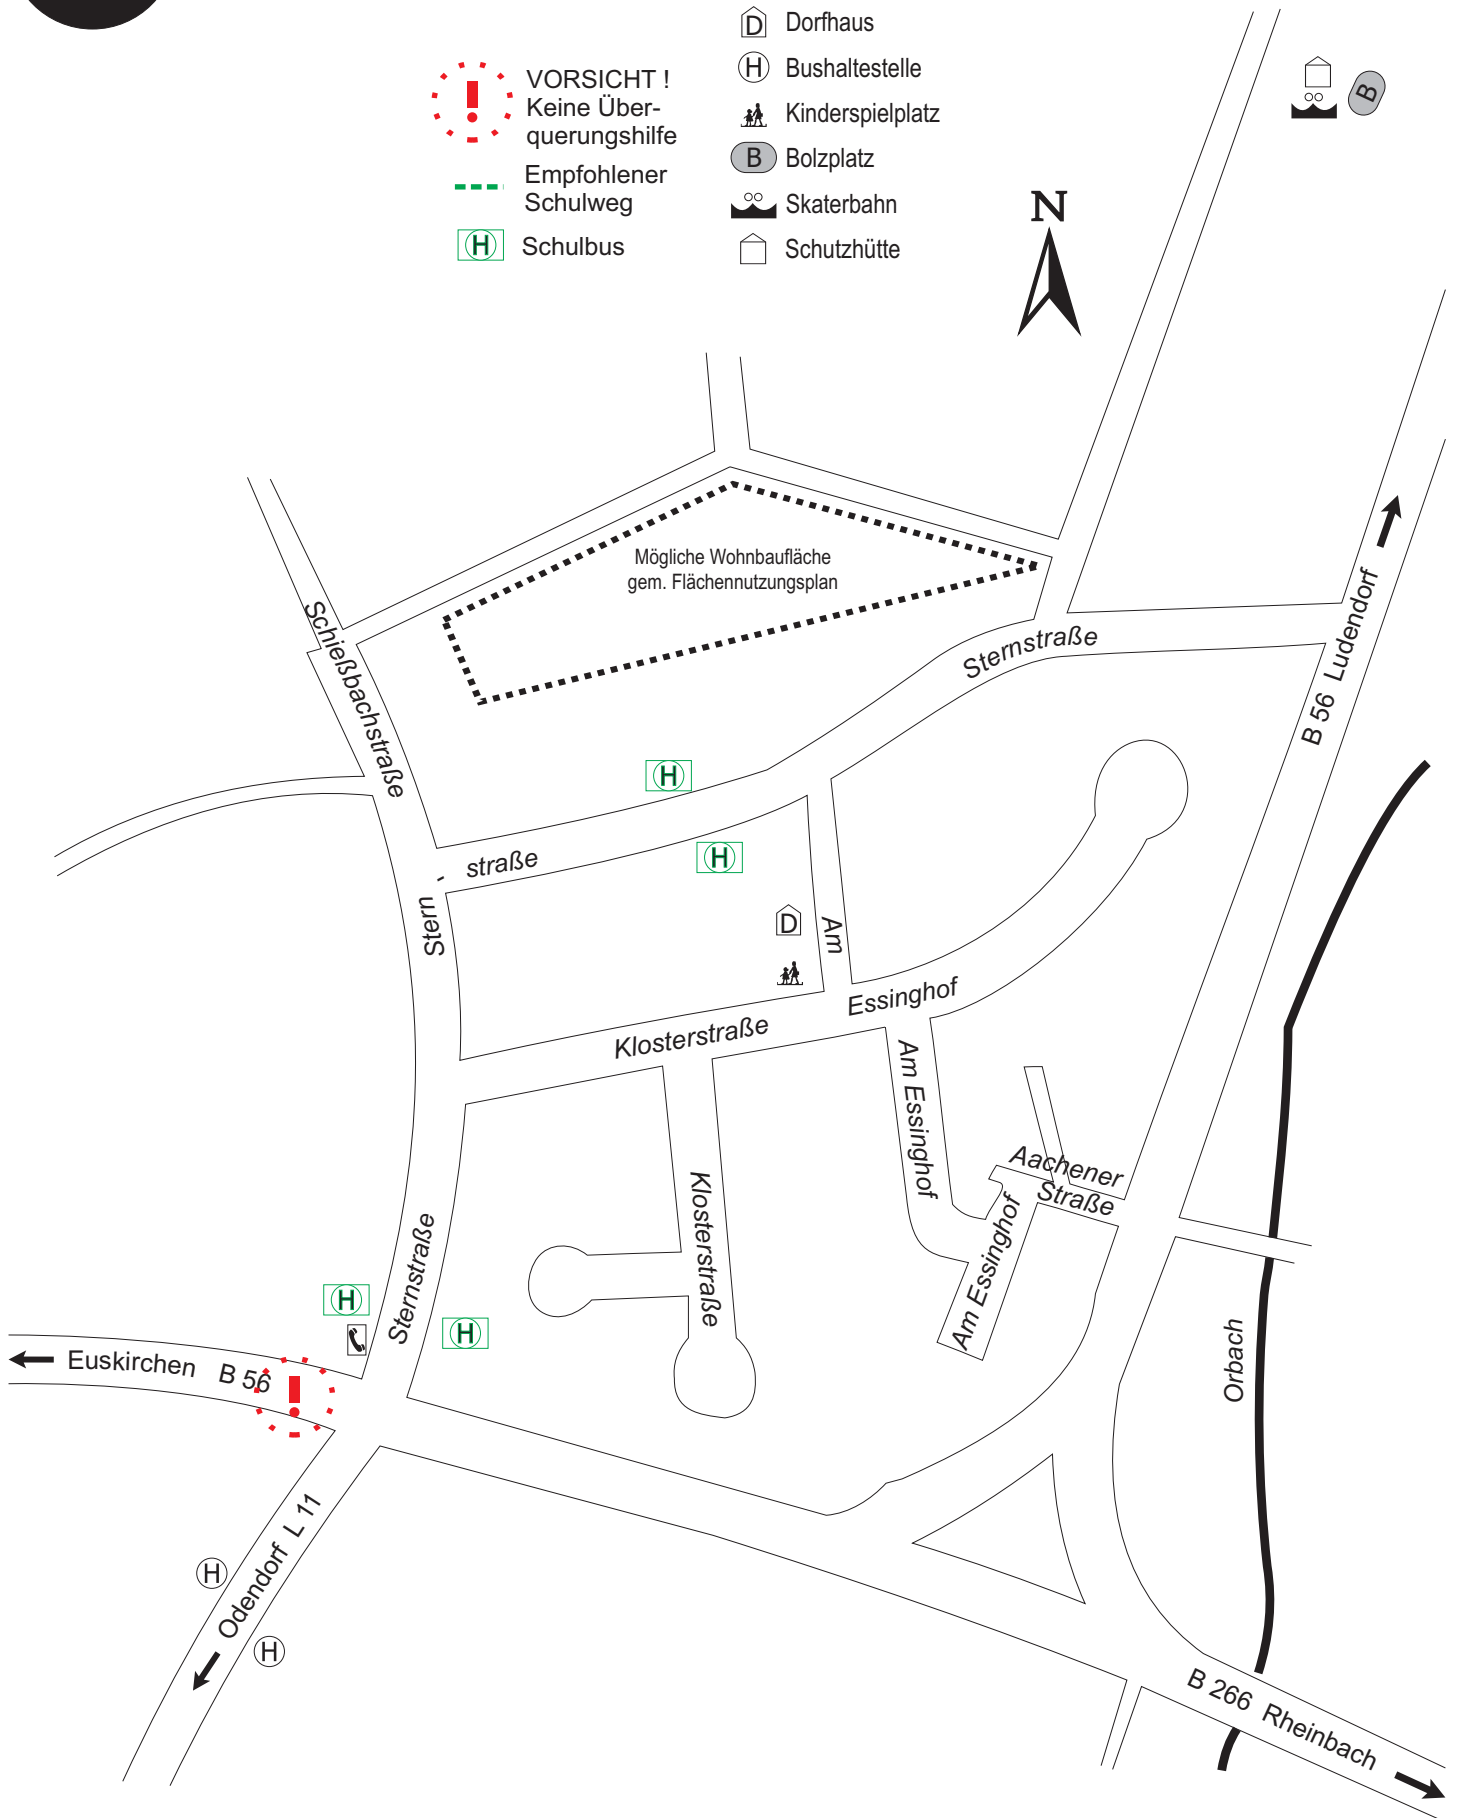 VORSICHT !
Keine Über-
querungshilfe
Empfohlener
Schulweg
H Schulbus
D Dorfhaus
H Bushaltestelle
Kinderspielplatz
B Bolzplatz
Skaterbahn
Schutzhütte
B
N
Mögliche Wohnbaufläche
gem. Flächennutzungsplan
Schießbachstraße
Sternstraße
B 56 Ludendorf
H
H
Stern
-
straße
D
Am
Essinghof
Klosterstraße
Am Essinghof
Aachener
Straße
Am Essinghof
Klosterstraße
Sternstraße
H
H
Euskirchen B 56
!
Orbach
Odendorf L 11
H
H
B 266 Rheinbach